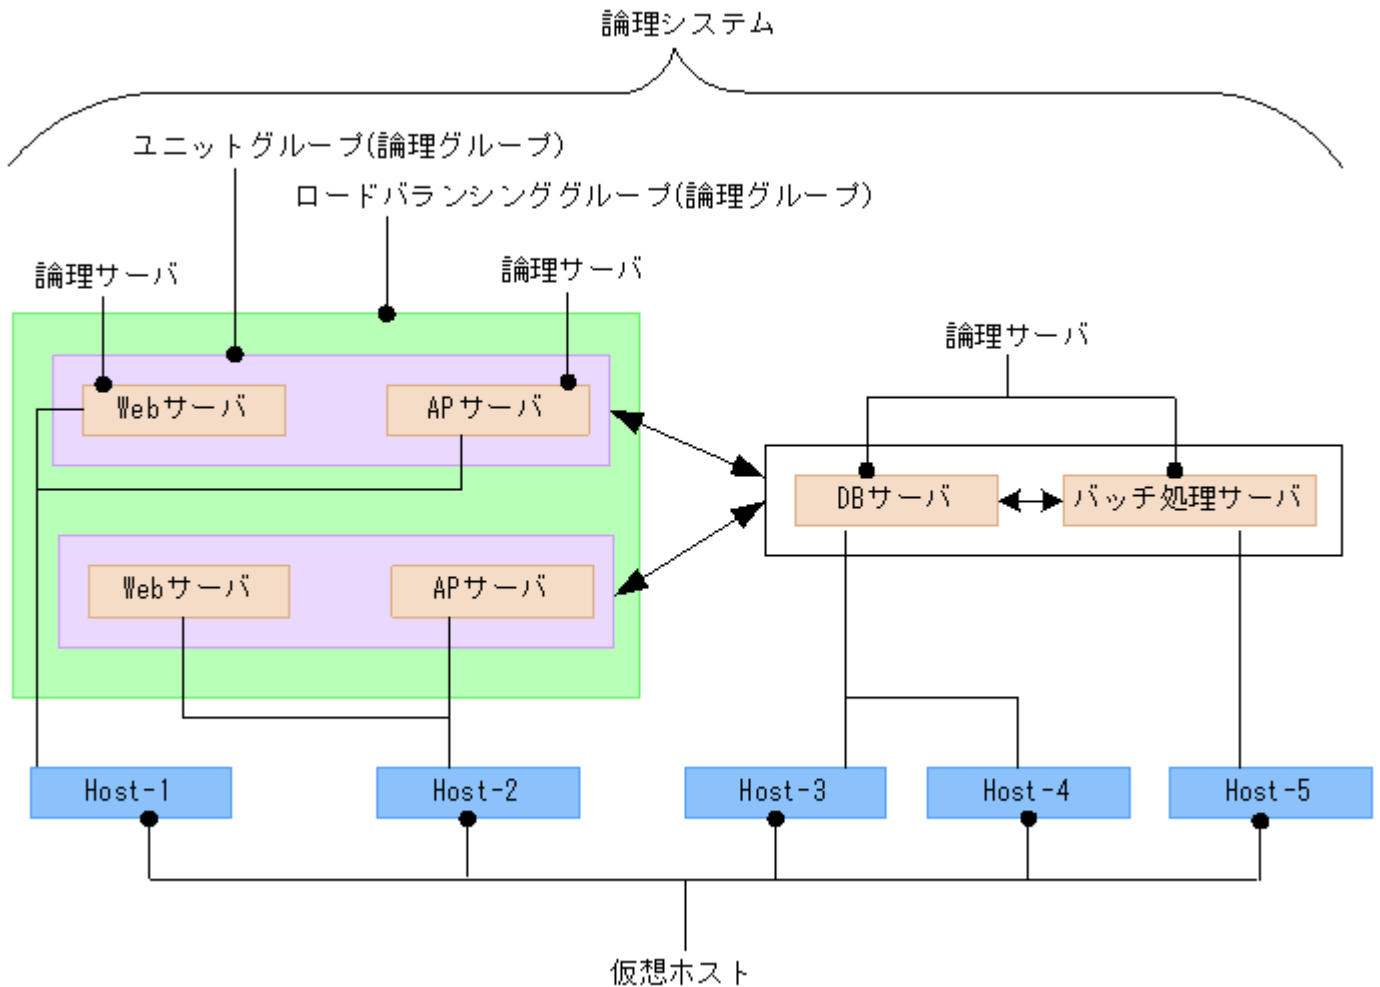 論理システム
ユニットグループ(論理グループ)
ロードバランシンググループ(論理グループ)
論理サーバ
論理サーバ
論理サーバ
Webサーバ
APサーバ
DBサーバ
バッチ処理サーバ
Webサーバ
APサーバ
Host-1
Host-2
Host-3
Host-4
Host-5
仮想ホスト